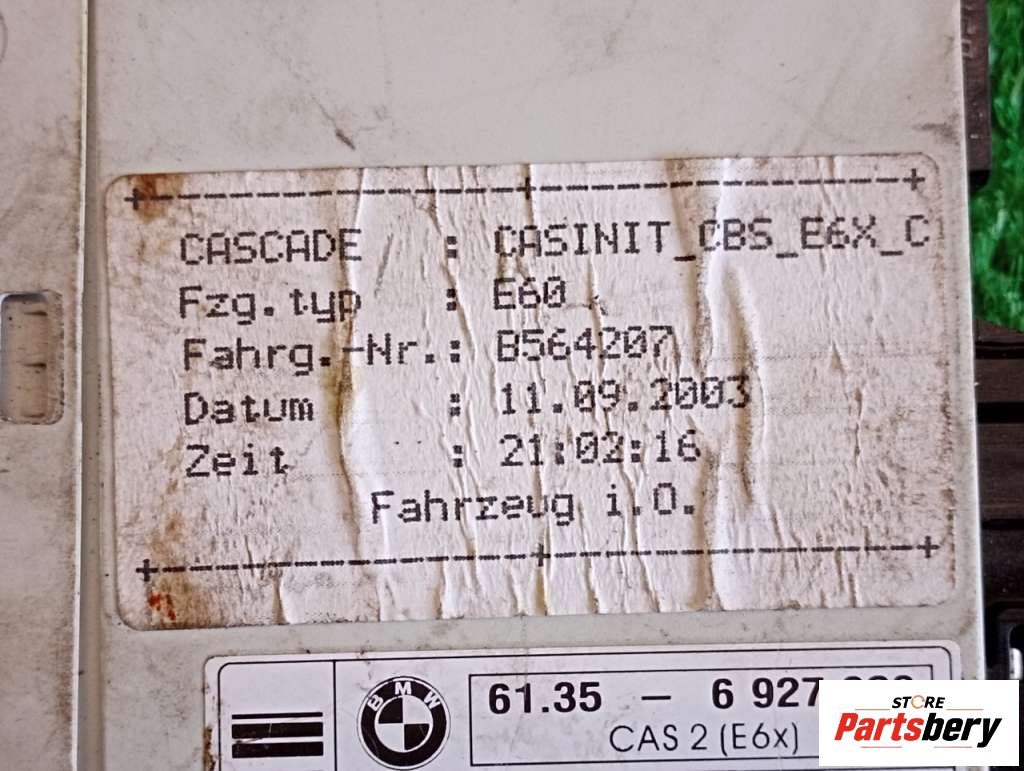 CASCADE : CASINIT_CBS_E6X_C
Fzg.typ : E60
Fahrg.-Nr.: B564207
Datum : 11.09.2003
Zeit : 21:02:16
Fahrzeug i.O.
BMW
61.35 – 6 927
CAS 2 (E6x)
STORE
Partsbery